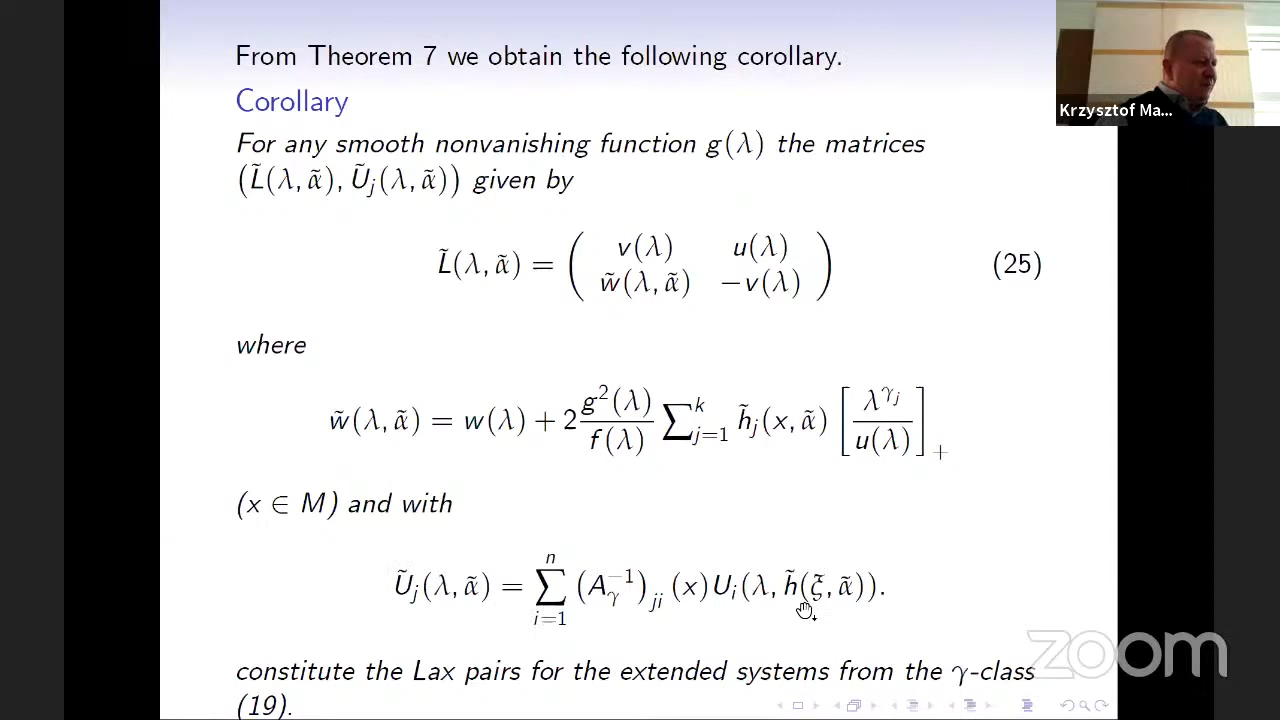 From Theorem 7 we obtain the following corollary.
Krzysztof Ma...
Corollary
For any smooth nonvanishing function g(λ) the matrices
(L̃(λ, α̃), Ũ_j(λ, α̃)) given by
L̃(λ, α̃) = ( v(λ) u(λ) ; w̃(λ, α̃) −v(λ) ) (25)
where
w̃(λ, α̃) = w(λ) + 2 g²(λ)/f(λ) ∑_{j=1}^{k} h̃_j(x, α̃) [ λ^{γ_j} / u(λ) ]_+
(x ∈ M) and with
Ũ_j(λ, α̃) = ∑_{i=1}^{n} (A_γ^{−1})_{ji} (x) U_i(λ, h̃(ξ, α̃)).
constitute the Lax pairs for the extended systems from the γ-class
(19).
zoom